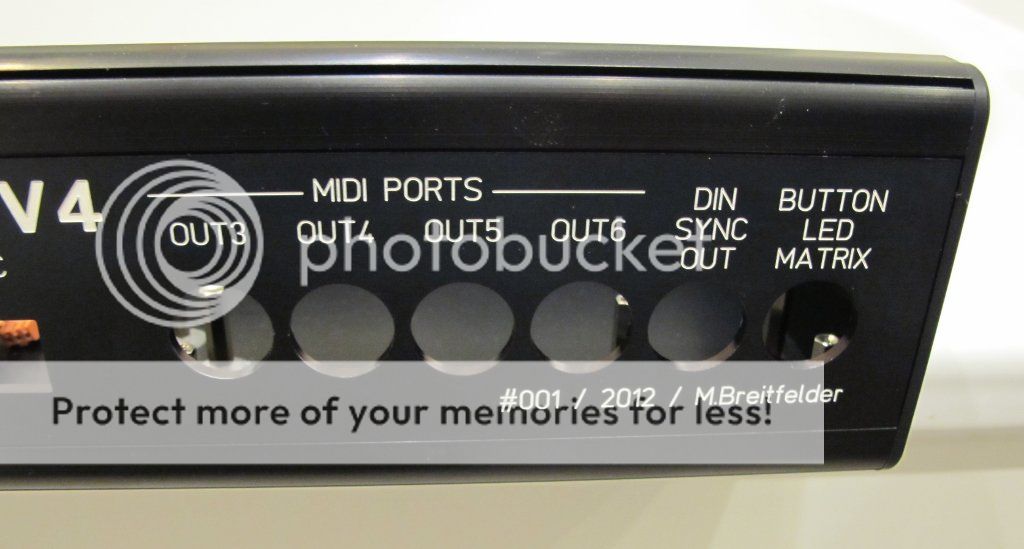 V4
MIDI PORTS
OUT3 OUT4 OUT5 OUT6
DIN
SYNC
OUT
BUTTON
LED
MATRIX
photobucket
#001 / 2012 / M.Breitfelder
Protect more of your memories for less!